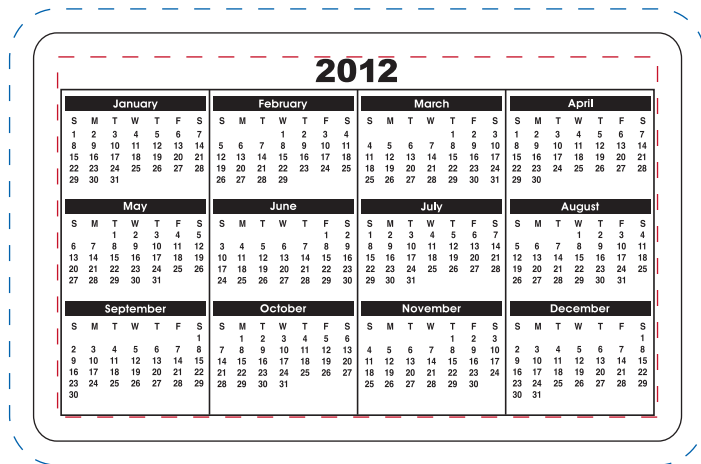 2012
January February March April
S M T W T F S S M T W T F S S M T W T F S S M T W T F S
1 2 3 4 5 6 7 1 2 3 4 1 2 3 1 2 3 4 5 6 7
8 9 10 11 12 13 14 5 6 7 8 9 10 11 4 5 6 7 8 9 10 8 9 10 11 12 13 14
15 16 17 18 19 20 21 12 13 14 15 16 17 18 11 12 13 14 15 16 17 15 16 17 18 19 20 21
22 23 24 25 26 27 28 19 20 21 22 23 24 25 18 19 20 21 22 23 24 22 23 24 25 26 27 28
29 30 31 26 27 28 29 25 26 27 28 29 30 31 29 30
May June July August
S M T W T F S S M T W T F S S M T W T F S S M T W T F S
1 2 3 4 5 1 2 1 2 3 4 5 6 7 1 2 3 4
6 7 8 9 10 11 12 3 4 5 6 7 8 9 8 9 10 11 12 13 14 5 6 7 8 9 10 11
13 14 15 16 17 18 19 10 11 12 13 14 15 16 15 16 17 18 19 20 21 12 13 14 15 16 17 18
20 21 22 23 24 25 26 17 18 19 20 21 22 23 22 23 24 25 26 27 28 19 20 21 22 23 24 25
27 28 29 30 31 24 25 26 27 28 29 30 29 30 31 26 27 28 29 30 31
September October November December
S M T W T F S S M T W T F S S M T W T F S S M T W T F S
1 1 2 3 4 5 6 1 2 3 1
2 3 4 5 6 7 8 7 8 9 10 11 12 13 4 5 6 7 8 9 10 2 3 4 5 6 7 8
9 10 11 12 13 14 15 14 15 16 17 18 19 20 11 12 13 14 15 16 17 9 10 11 12 13 14 15
16 17 18 19 20 21 22 21 22 23 24 25 26 27 18 19 20 21 22 23 24 16 17 18 19 20 21 22
23 24 25 26 27 28 29 28 29 30 31 25 26 27 28 29 30 23 24 25 26 27 28 29
30 30 31